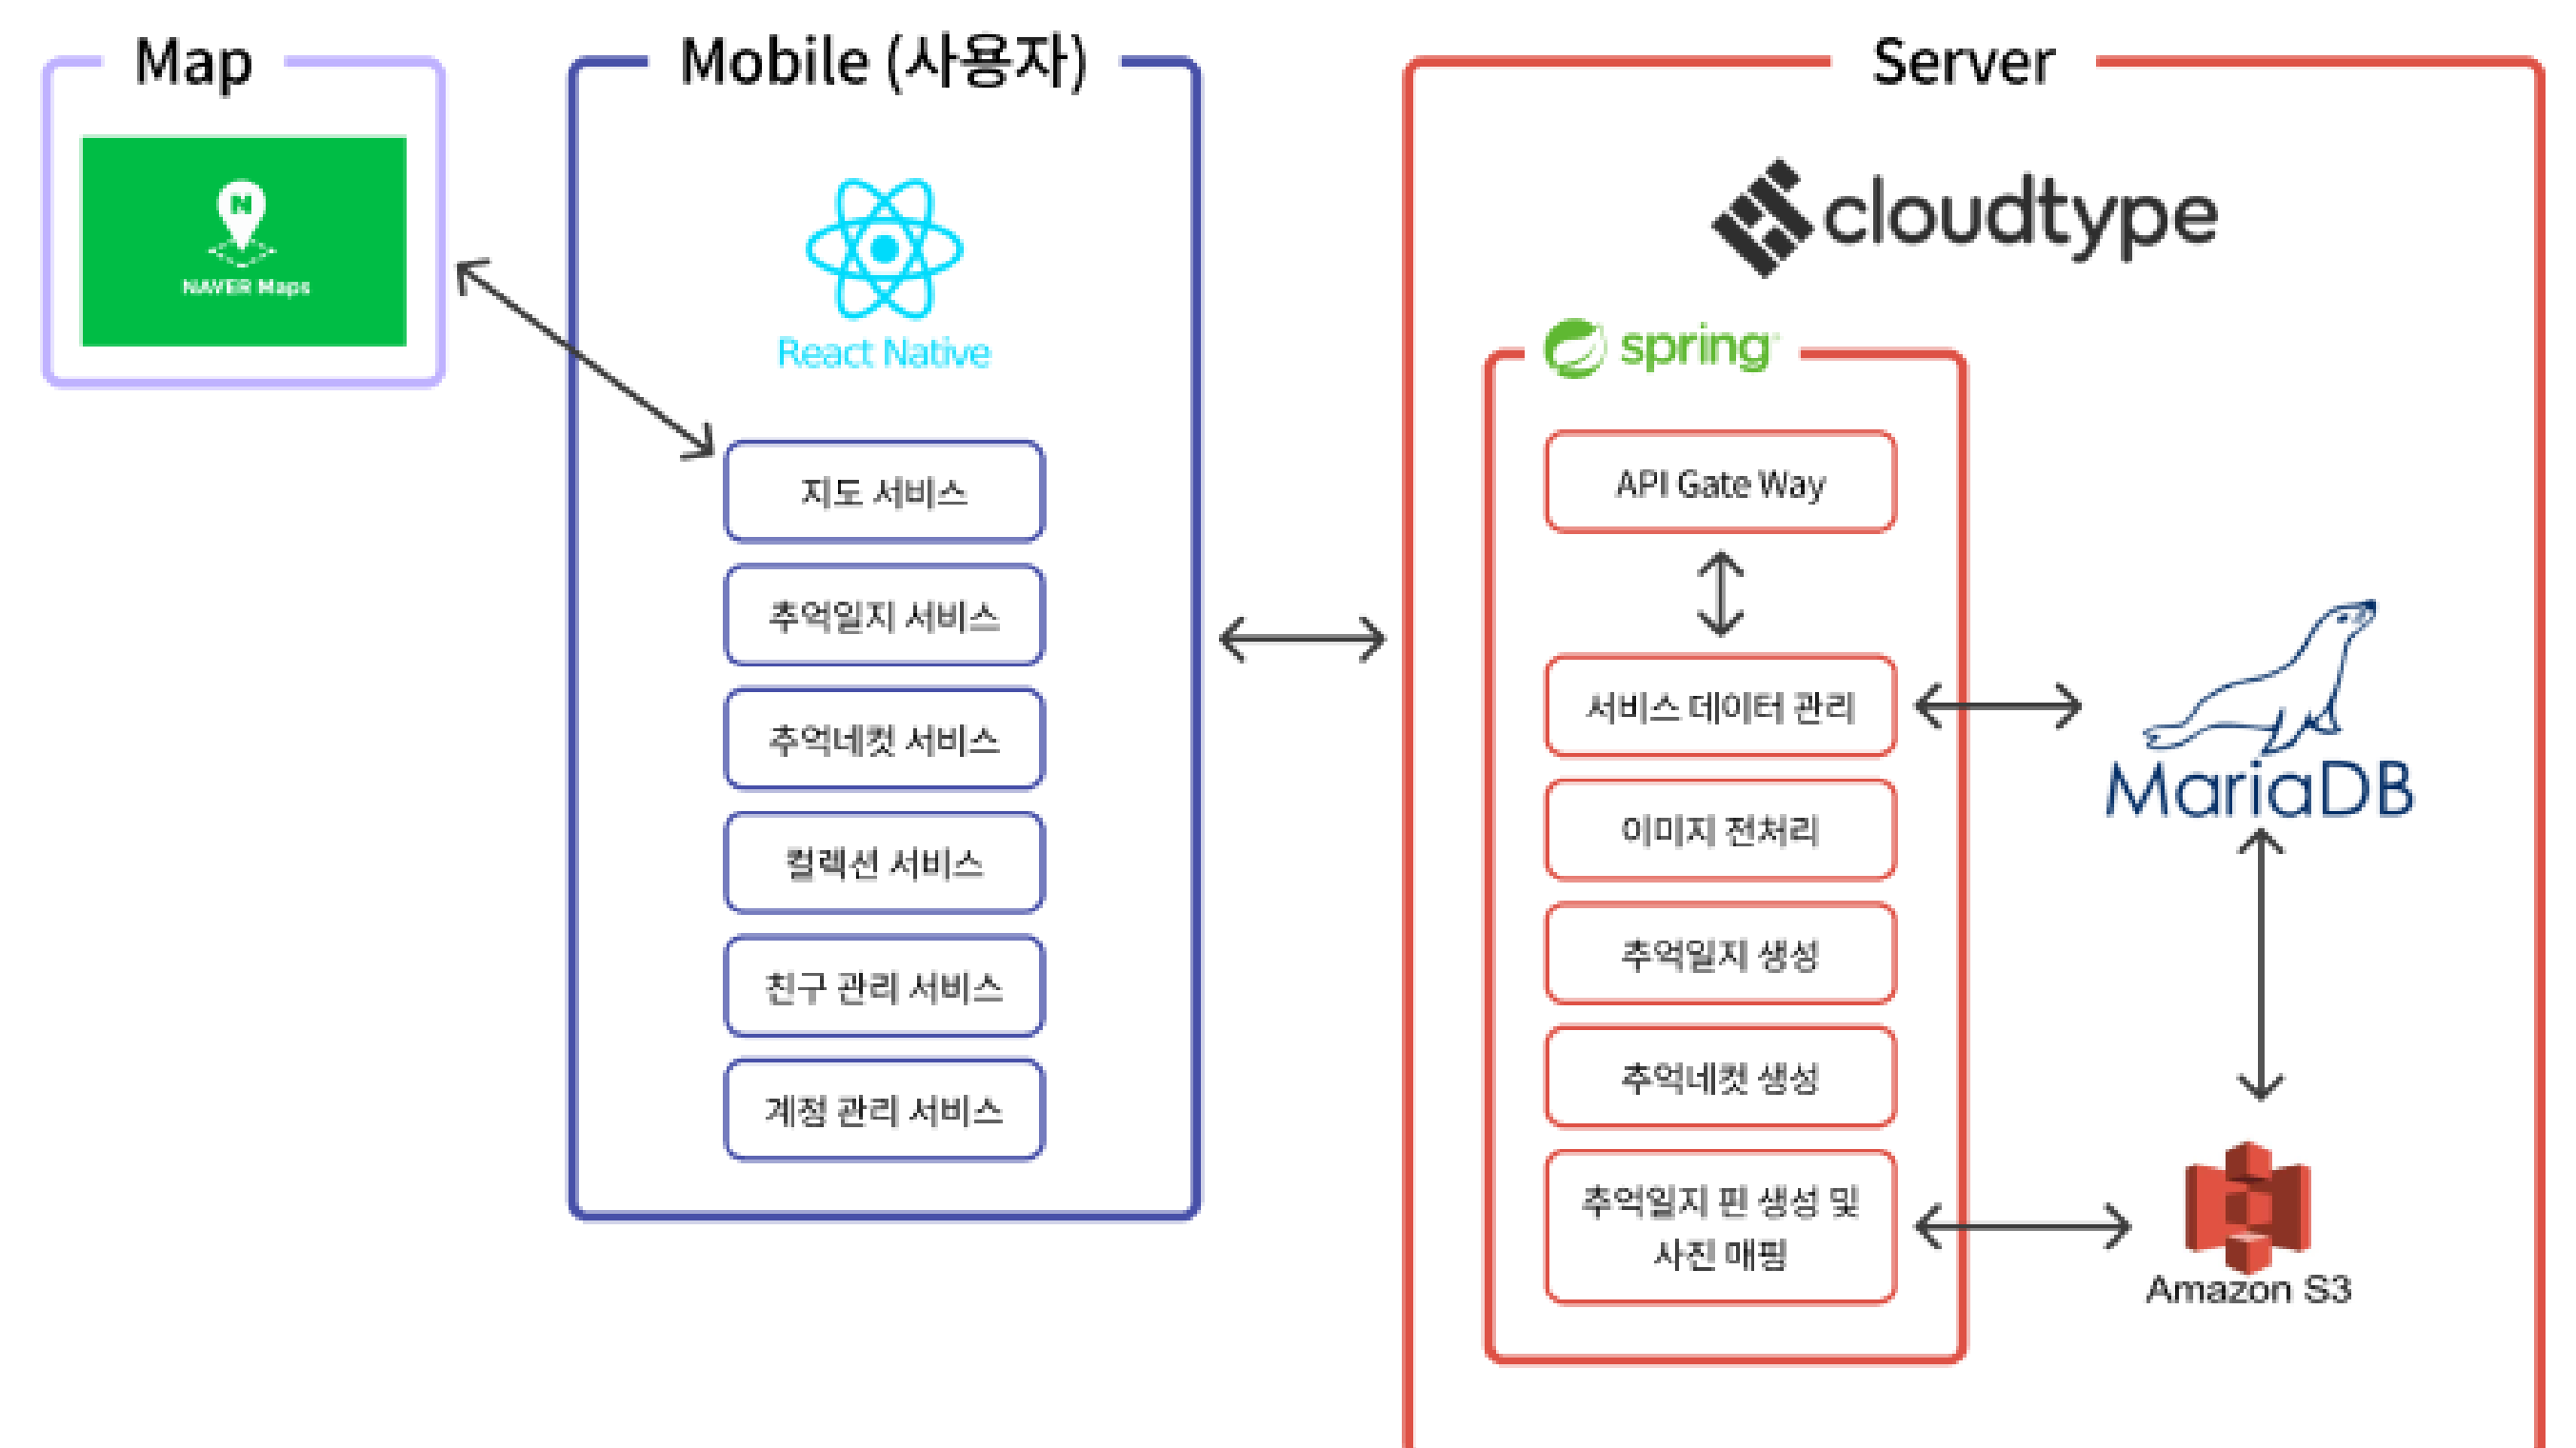 Map
NAVER Maps
Mobile (사용자)
React Native
지도 서비스
추억일지 서비스
추억네컷 서비스
컬렉션 서비스
친구 관리 서비스
계정 관리 서비스
Server
cloudtype
spring
API Gate Way
서비스 데이터 관리
이미지 전처리
추억일지 생성
추억네컷 생성
추억일지 핀 생성 및
사진 매핑
MariaDB
Amazon S3